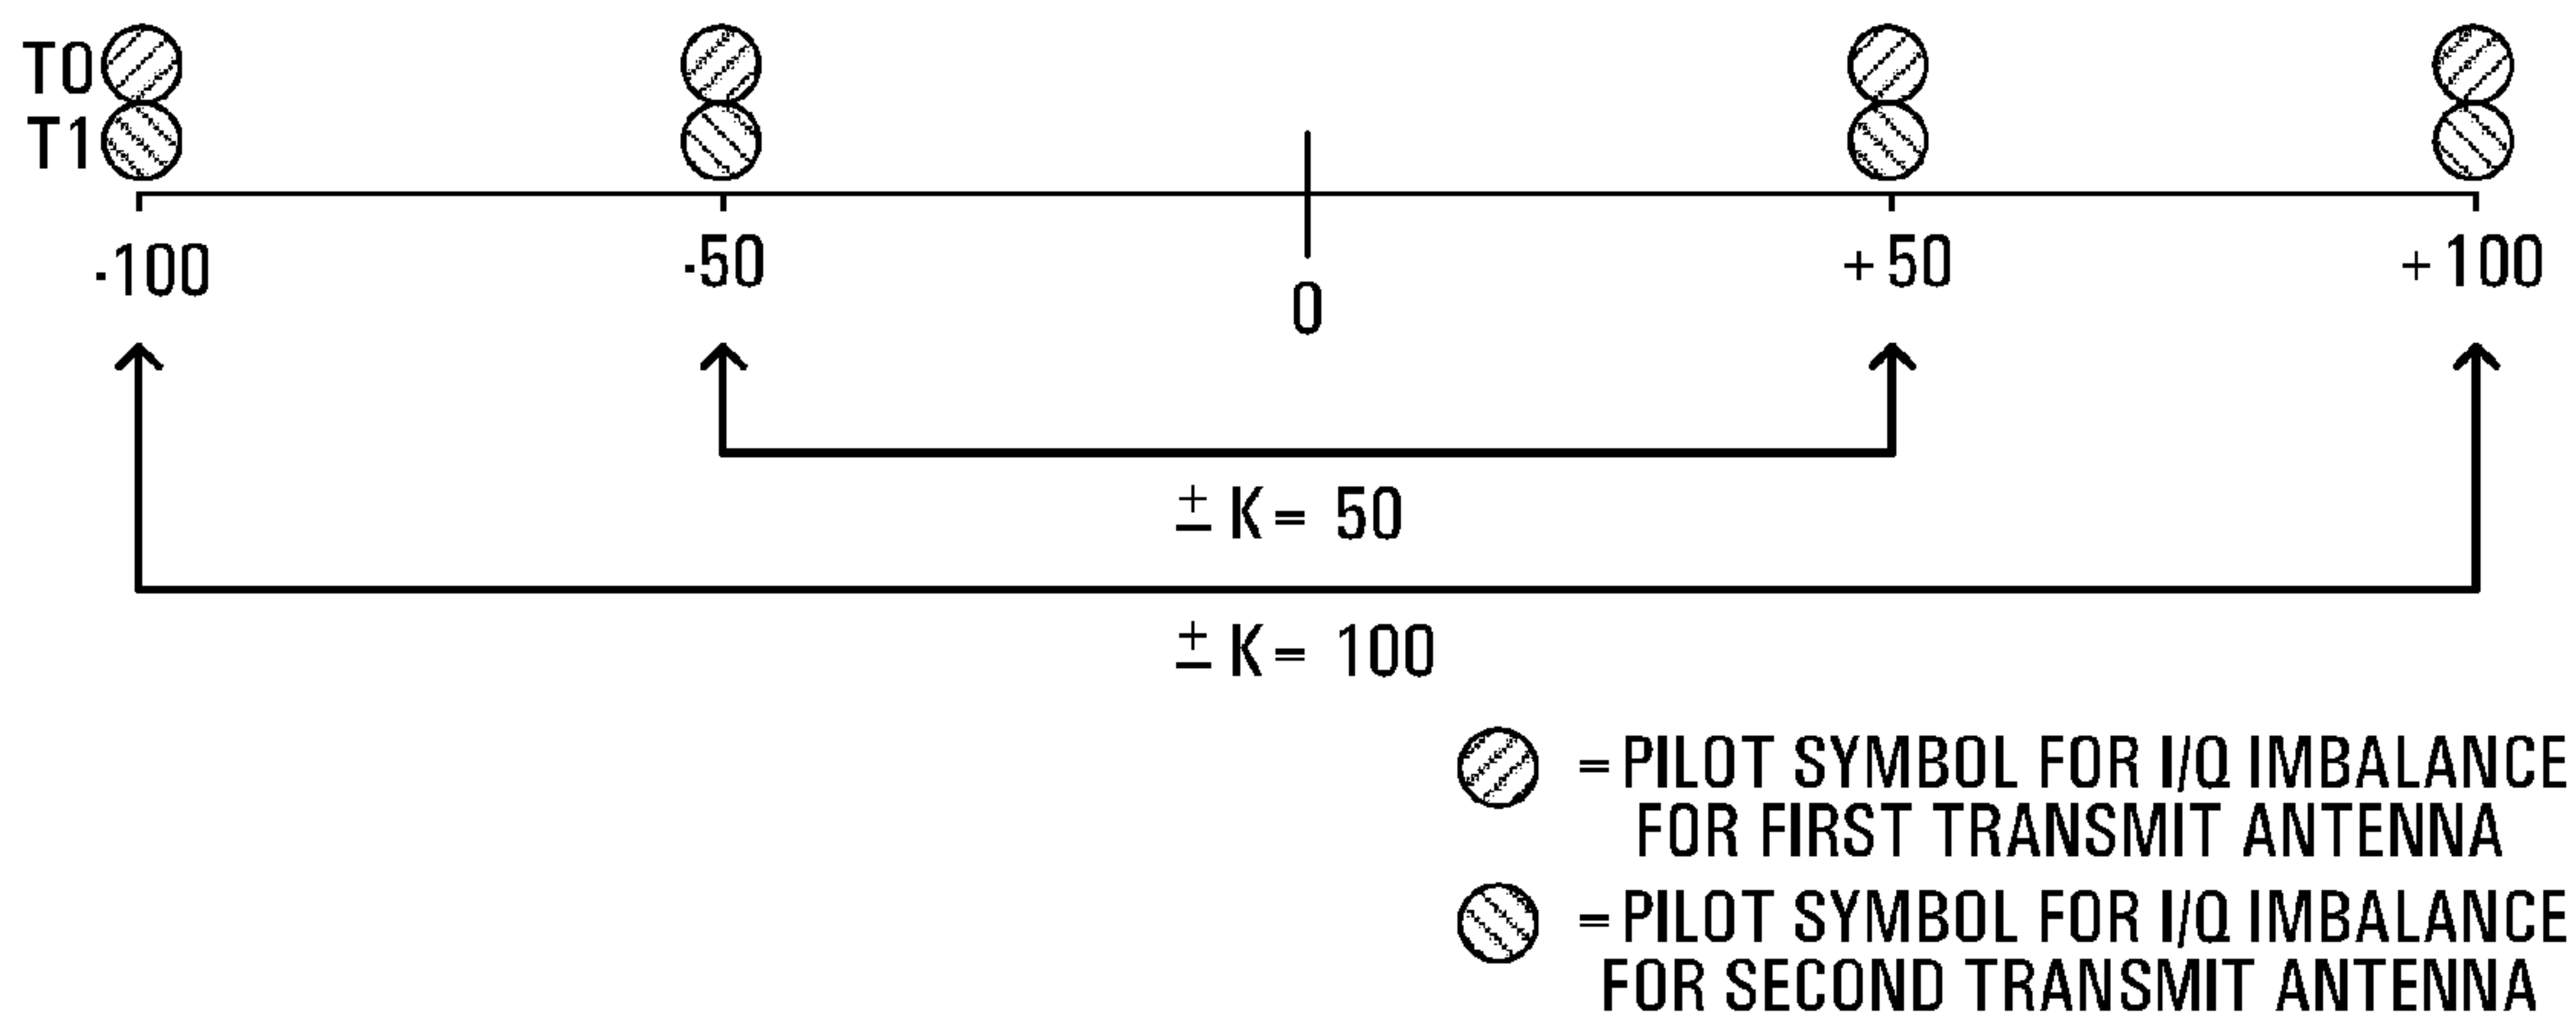 T0
T1
-100
-50
0
+50
+100
± K = 50
± K = 100
= PILOT SYMBOL FOR I/Q IMBALANCE
FOR FIRST TRANSMIT ANTENNA
= PILOT SYMBOL FOR I/Q IMBALANCE
FOR SECOND TRANSMIT ANTENNA